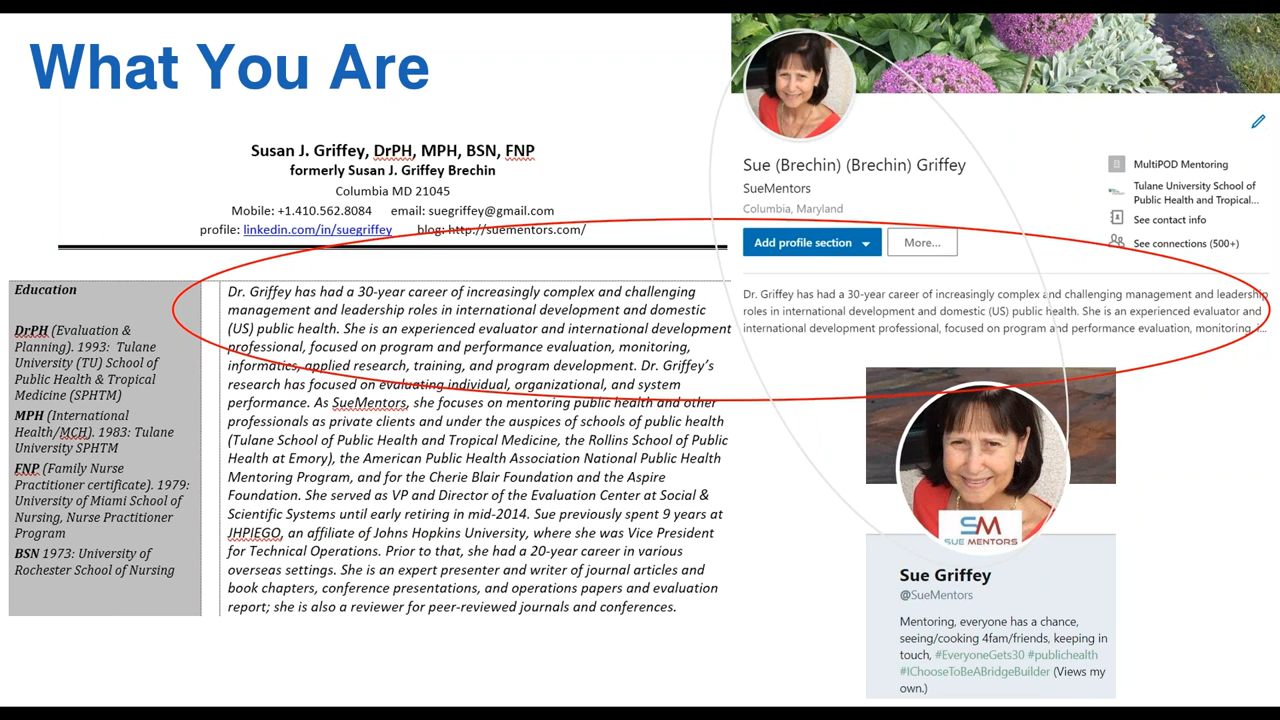 What You Are
Susan J. Griffey, DrPH, MPH, BSN, FNP
formerly Susan J. Griffey Brechin
Columbia MD 21045
Mobile: +1.410.562.8084 email: suegriffey@gmail.com
profile: linkedin.com/in/suegriffey blog: http://suementors.com/
Education
DrPH (Evaluation &
Planning). 1993: Tulane
University (TU) School of
Public Health & Tropical
Medicine (SPHTM)
MPH (International
Health/MCH). 1983: Tulane
University SPHTM
FNP (Family Nurse
Practitioner certificate). 1979:
University of Miami School of
Nursing, Nurse Practitioner
Program
BSN 1973: University of
Rochester School of Nursing
Dr. Griffey has had a 30-year career of increasingly complex and challenging
management and leadership roles in international development and domestic
(US) public health. She is an experienced evaluator and international development
professional, focused on program and performance evaluation, monitoring,
informatics, applied research, training, and program development. Dr. Griffey's
research has focused on evaluating individual, organizational, and system
performance. As SueMentors, she focuses on mentoring public health and other
professionals as private clients and under the auspices of schools of public health
(Tulane School of Public Health and Tropical Medicine, the Rollins School of Public
Health at Emory), the American Public Health Association National Public Health
Mentoring Program, and for the Cherie Blair Foundation and the Aspire
Foundation. She served as VP and Director of the Evaluation Center at Social &
Scientific Systems until early retiring in mid-2014. Sue previously spent 9 years at
JHPIEGO, an affiliate of Johns Hopkins University, where she was Vice President
for Technical Operations. Prior to that, she had a 20-year career in various
overseas settings. She is an expert presenter and writer of journal articles and
book chapters, conference presentations, and operations papers and evaluation
report; she is also a reviewer for peer-reviewed journals and conferences.
Sue (Brechin) (Brechin) Griffey
SueMentors
Columbia, Maryland
Add profile section
More...
MultiPOD Mentoring
Tulane University School of
Public Health and Tropical...
See contact info
See connections (500+)
Dr. Griffey has had a 30-year career of increasingly complex and challenging management and leadership
roles in international development and domestic (US) public health. She is an experienced evaluator and
international development professional, focused on program and performance evaluation, monitoring, i...
SM
SUE MENTORS
Sue Griffey
@SueMentors
Mentoring, everyone has a chance,
seeing/cooking 4fam/friends, keeping in
touch, #EveryoneGets30 #publichealth
#IChooseToBeABridgeBuilder (Views my
own.)